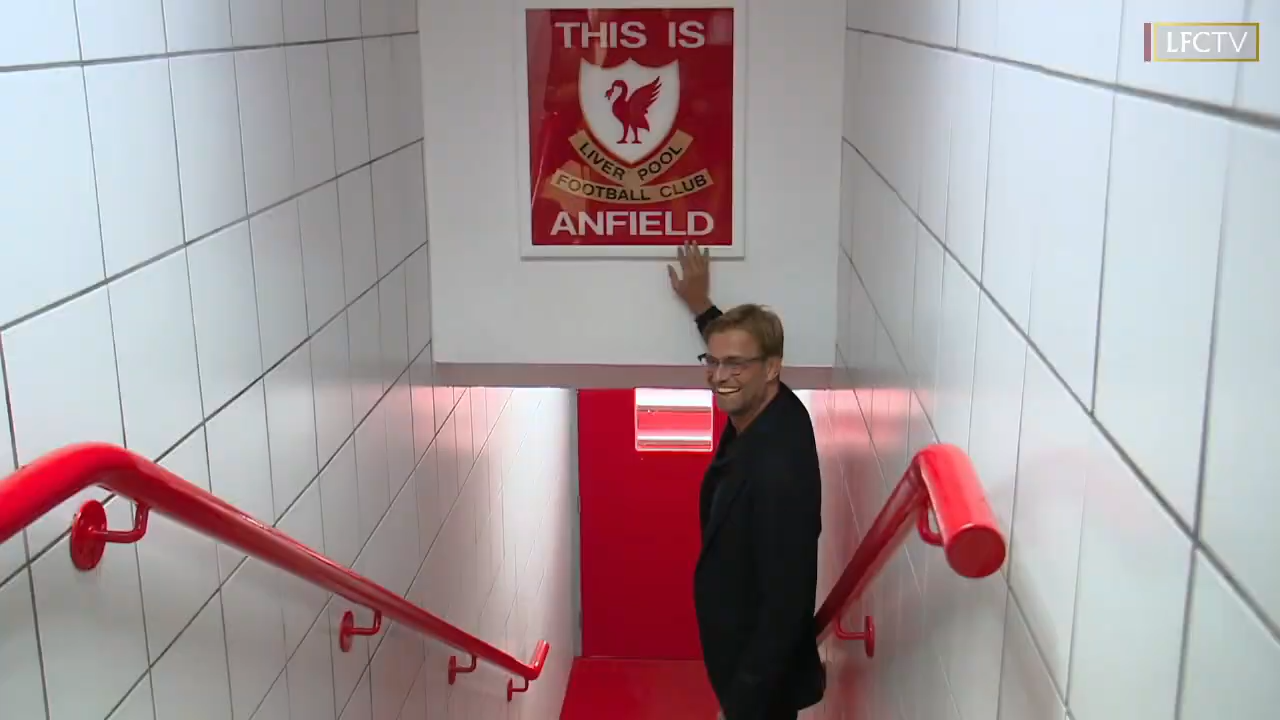 LFCTV
THIS IS
LIVER POOL
FOOTBALL CLUB
ANFIELD